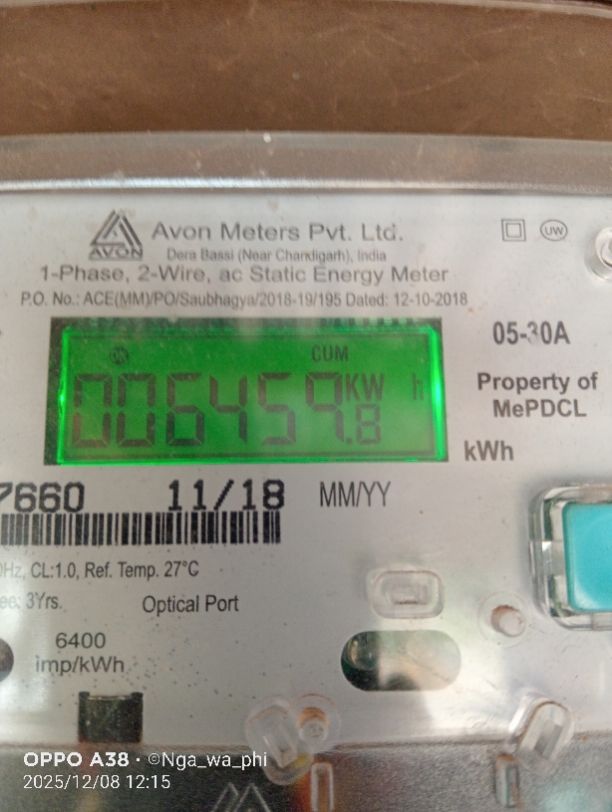 AVON
Avon Meters Pvt. Ltd.
Dera Bassi (Near Chandigarh), India
UW
1-Phase, 2-Wire, ac Static Energy Meter
P.O. No.: ACE(MM)/PO/Saubhagya/2018-19/195 Dated: 12-10-2018
OK CUM
006459.8 KW h
05-30A
Property of
MePDCL
kWh
7660 11/18 MM/YY
Hz, CL:1.0, Ref. Temp. 27°C
3Yrs. Optical Port
6400
imp/kWh
OPPO A38 · ©Nga_wa_phi
2025/12/08 12:15